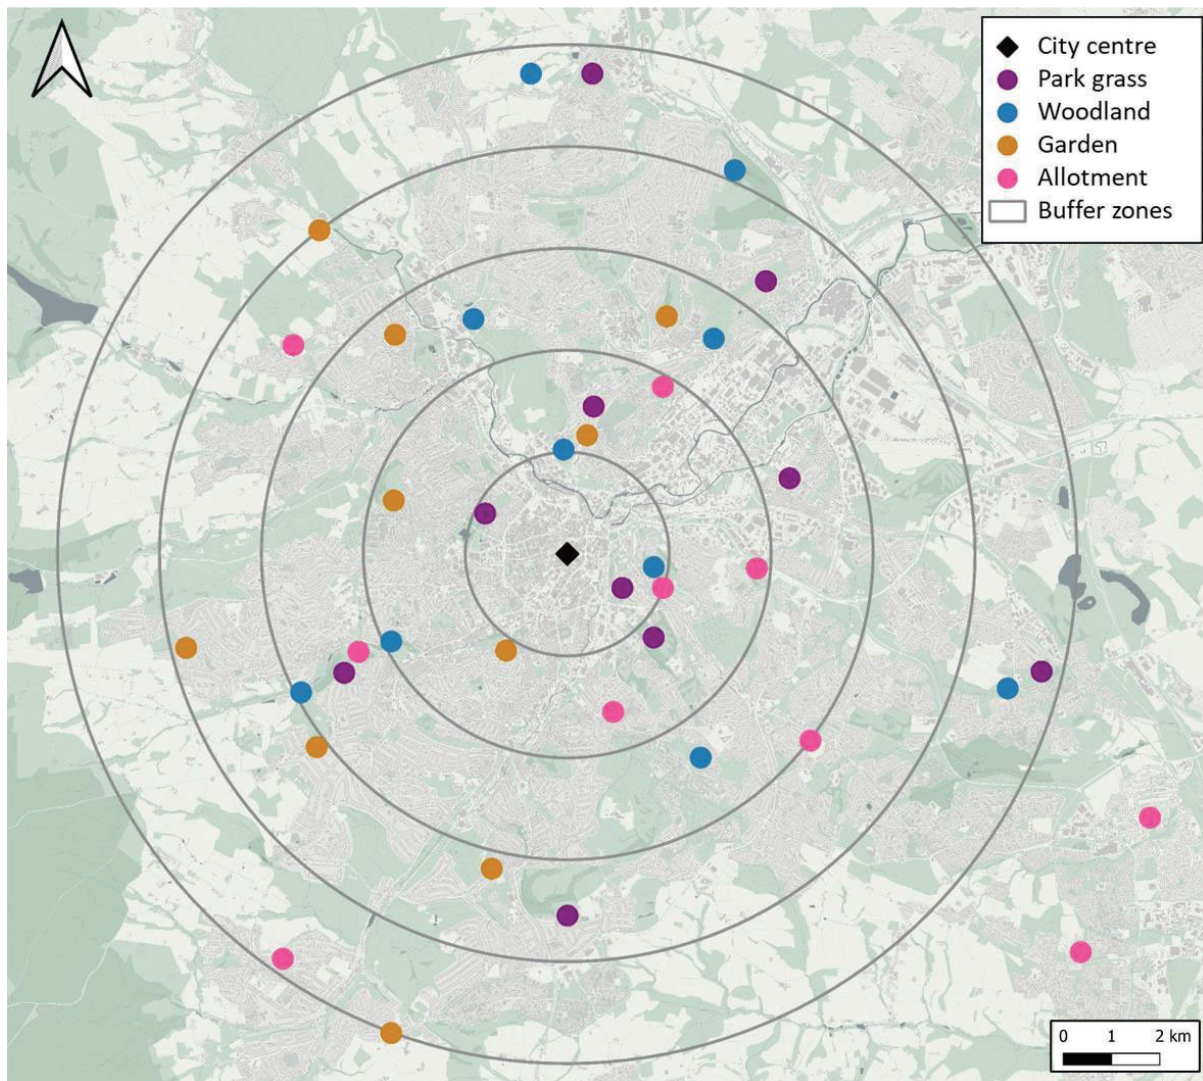 City centre
Park grass
Woodland
Garden
Allotment
Buffer zones
0 1 2 km